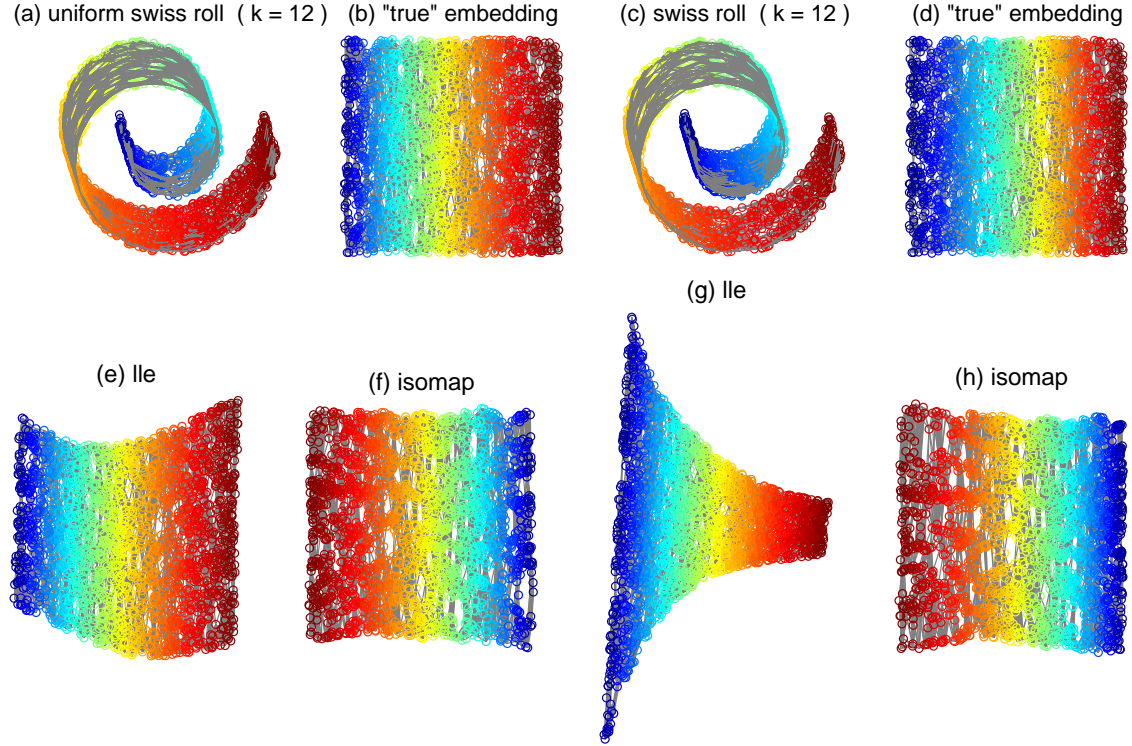 (a) uniform swiss roll ( k = 12 )
(b) "true" embedding
(c) swiss roll ( k = 12 )
(d) "true" embedding
(g) lle
(e) lle
(f) isomap
(h) isomap